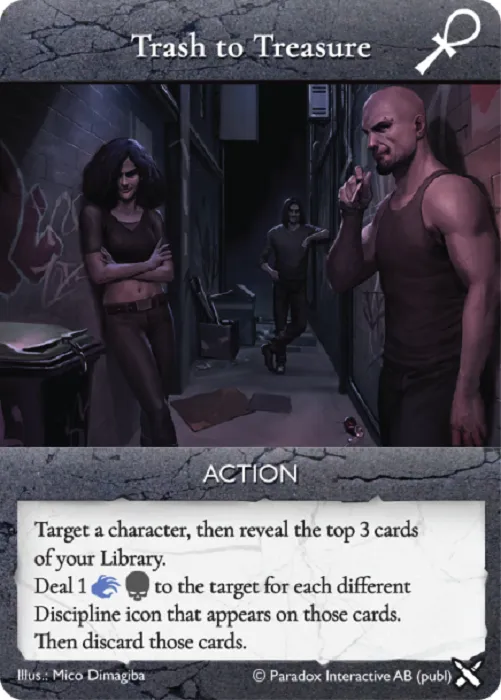 Trash to Treasure
ACTION
Target a character, then reveal the top 3 cards
of your Library.
Deal 1 to the target for each different
Discipline icon that appears on those cards.
Then discard those cards.
Illus.: Mico Dimagiba © Paradox Interactive AB (publ)